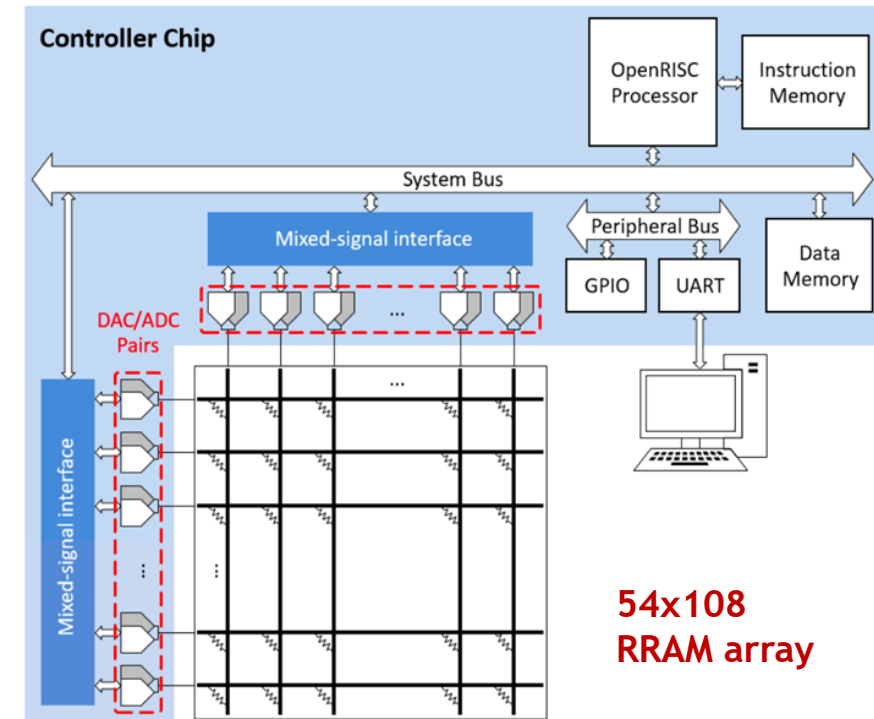 Controller Chip
OpenRISC
Processor
Instruction
Memory
System Bus
Mixed-signal interface
Peripheral Bus
GPIO
UART
Data
Memory
...
DAC/ADC
Pairs
...
Mixed-signal interface
...
...
54x108
RRAM array